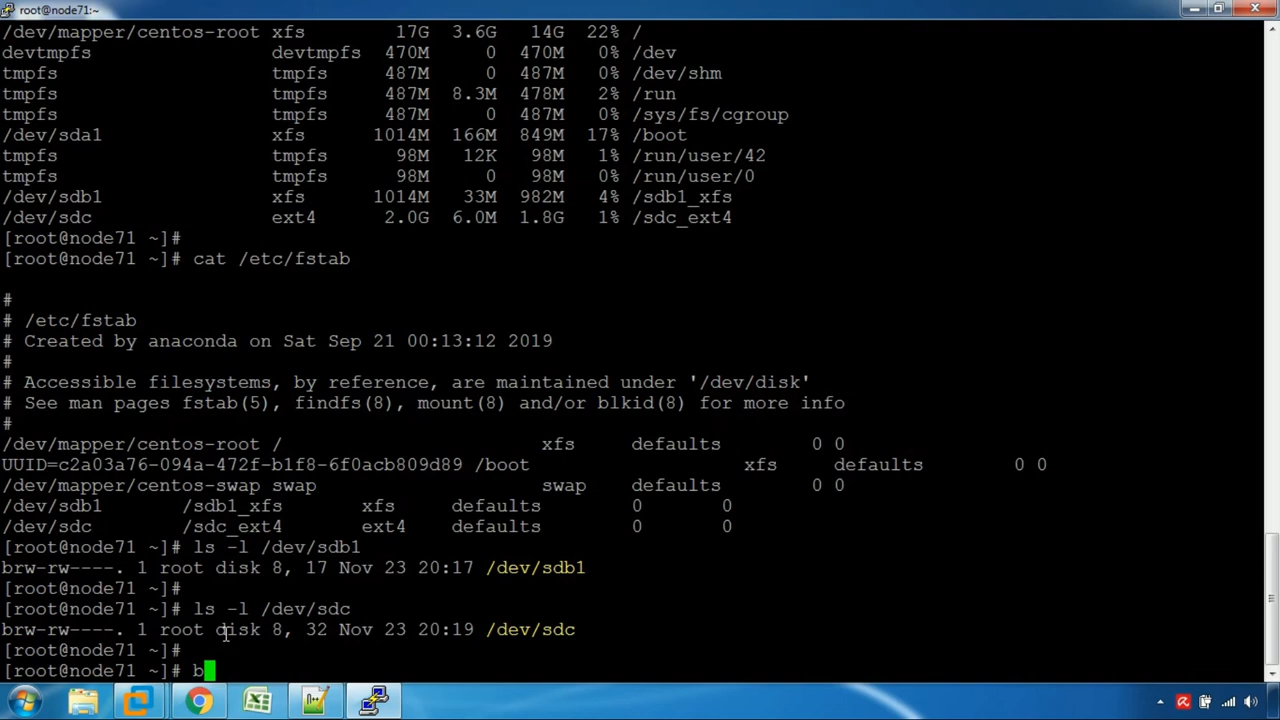 root@node71:~
/dev/mapper/centos-root xfs 17G 3.6G 14G 22% /
devtmpfs devtmpfs 470M 0 470M 0% /dev
tmpfs tmpfs 487M 0 487M 0% /dev/shm
tmpfs tmpfs 487M 8.3M 478M 2% /run
tmpfs tmpfs 487M 0 487M 0% /sys/fs/cgroup
/dev/sda1 xfs 1014M 166M 849M 17% /boot
tmpfs tmpfs 98M 12K 98M 1% /run/user/42
tmpfs tmpfs 98M 0 98M 0% /run/user/0
/dev/sdb1 xfs 1014M 33M 982M 4% /sdb1_xfs
/dev/sdc ext4 2.0G 6.0M 1.8G 1% /sdc_ext4
[root@node71 ~]#
[root@node71 ~]# cat /etc/fstab
#
# /etc/fstab
# Created by anaconda on Sat Sep 21 00:13:12 2019
#
# Accessible filesystems, by reference, are maintained under '/dev/disk'
# See man pages fstab(5), findfs(8), mount(8) and/or blkid(8) for more info
#
/dev/mapper/centos-root / xfs defaults 0 0
UUID=c2a03a76-094a-472f-b1f8-6f0acb809d89 /boot xfs defaults 0 0
/dev/mapper/centos-swap swap swap defaults 0 0
/dev/sdb1 /sdb1_xfs xfs defaults 0 0
/dev/sdc /sdc_ext4 ext4 defaults 0 0
[root@node71 ~]# ls -l /dev/sdb1
brw-rw----. 1 root disk 8, 17 Nov 23 20:17 /dev/sdb1
[root@node71 ~]#
[root@node71 ~]# ls -l /dev/sdc
brw-rw----. 1 root disk 8, 32 Nov 23 20:19 /dev/sdc
[root@node71 ~]#
[root@node71 ~]# b